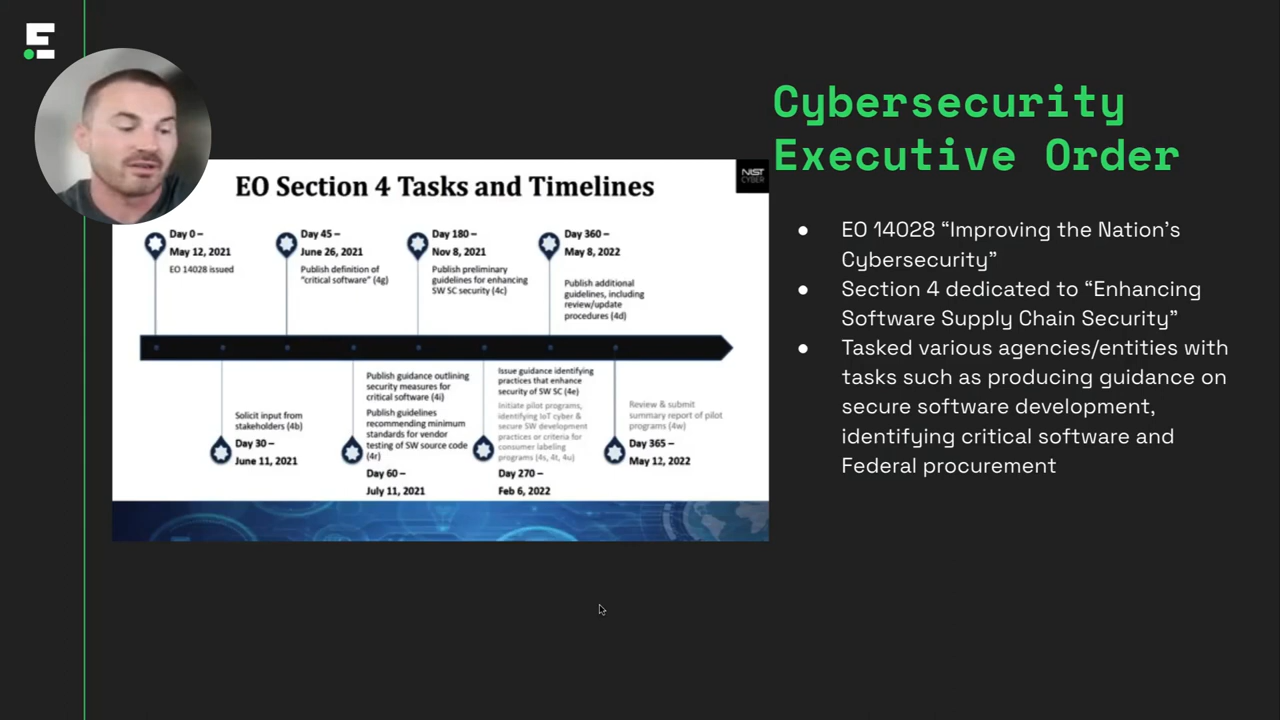 Cybersecurity
Executive Order
EO Section 4 Tasks and Timelines
NIST
CYBER
Day 0 –
May 12, 2021
EO 14028 issued
Day 45 –
June 26, 2021
Publish definition of
“critical software” (4g)
Day 180 –
Nov 8, 2021
Publish preliminary
guidelines for enhancing
SW SC security (4c)
Day 360 –
May 8, 2022
Publish additional
guidelines, including
review/update
procedures (4d)
Solicit input from
stakeholders (4b)
Day 30 –
June 11, 2021
Publish guidance outlining
security measures for
critical software (4i)
Publish guidelines
recommending minimum
standards for vendor
testing of SW source code
(4r)
Day 60 –
July 11, 2021
Issue guidance identifying
practices that enhance
security of SW SC (4e)
Initiate pilot programs,
identifying IoT cyber &
secure SW development
practices or criteria for
consumer labeling
programs (4s, 4t, 4u)
Day 270 –
Feb 6, 2022
Review & submit
summary report of pilot
programs (4w)
Day 365 –
May 12, 2022
● EO 14028 “Improving the Nation’s
Cybersecurity”
● Section 4 dedicated to “Enhancing
Software Supply Chain Security”
● Tasked various agencies/entities with
tasks such as producing guidance on
secure software development,
identifying critical software and
Federal procurement